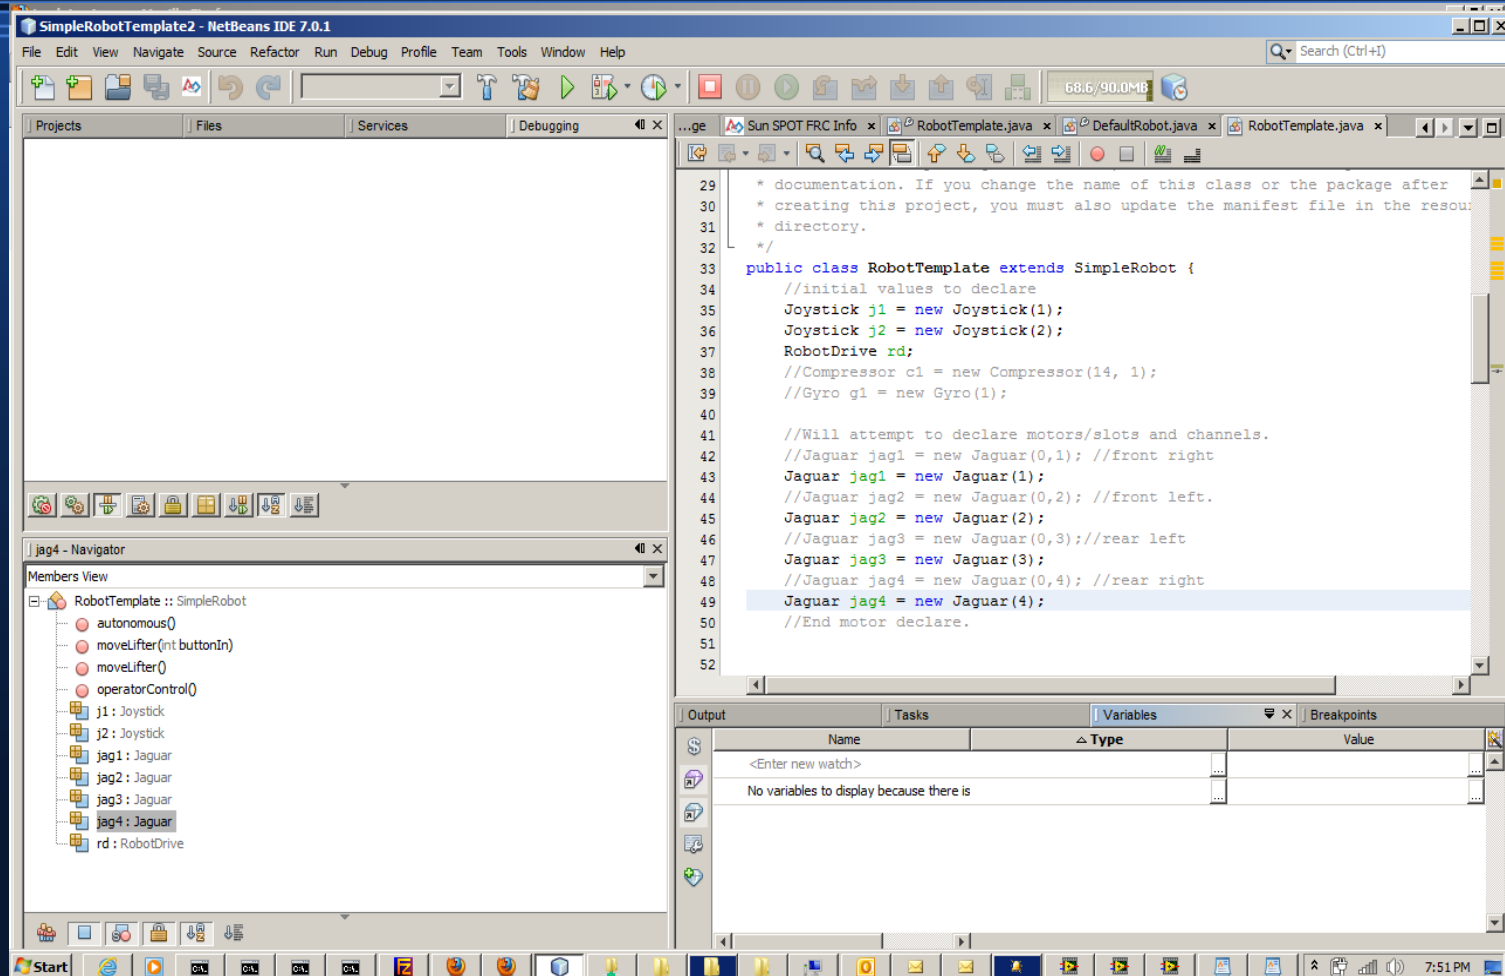 SimpleRobotTemplate2 - NetBeans IDE 7.0.1
File Edit View Navigate Source Refactor Run Debug Profile Team Tools Window Help
Search (Ctrl+I)
68.6/90.0MB
Projects Files Services Debugging
...ge Sun SPOT FRC Info RobotTemplate.java DefaultRobot.java RobotTemplate.java
29 * documentation. If you change the name of this class or the package after
30 * creating this project, you must also update the manifest file in the resou
31 * directory.
32 */
33 public class RobotTemplate extends SimpleRobot {
34 //initial values to declare
35 Joystick j1 = new Joystick(1);
36 Joystick j2 = new Joystick(2);
37 RobotDrive rd;
38 //Compressor c1 = new Compressor(14, 1);
39 //Gyro g1 = new Gyro(1);
40
41 //Will attempt to declare motors/slots and channels.
42 //Jaguar jag1 = new Jaguar(0,1); //front right
43 Jaguar jag1 = new Jaguar(1);
44 //Jaguar jag2 = new Jaguar(0,2); //front left.
45 Jaguar jag2 = new Jaguar(2);
46 //Jaguar jag3 = new Jaguar(0,3);//rear left
47 Jaguar jag3 = new Jaguar(3);
48 //Jaguar jag4 = new Jaguar(0,4); //rear right
49 Jaguar jag4 = new Jaguar(4);
50 //End motor declare.
51
52
jag4 - Navigator
Members View
RobotTemplate :: SimpleRobot
autonomous()
moveLifter(int buttonIn)
moveLifter()
operatorControl()
j1 : Joystick
j2 : Joystick
jag1 : Jaguar
jag2 : Jaguar
jag3 : Jaguar
jag4 : Jaguar
rd : RobotDrive
Output Tasks Variables Breakpoints
Name Type Value
<Enter new watch>
No variables to display because there is
Start
7:51 PM